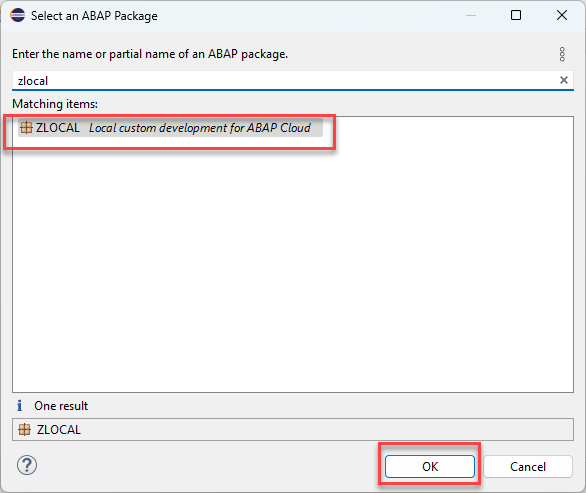 Select an ABAP Package
Enter the name or partial name of an ABAP package.
zlocal
Matching items:
ZLOCAL Local custom development for ABAP Cloud
One result
ZLOCAL
OK
Cancel